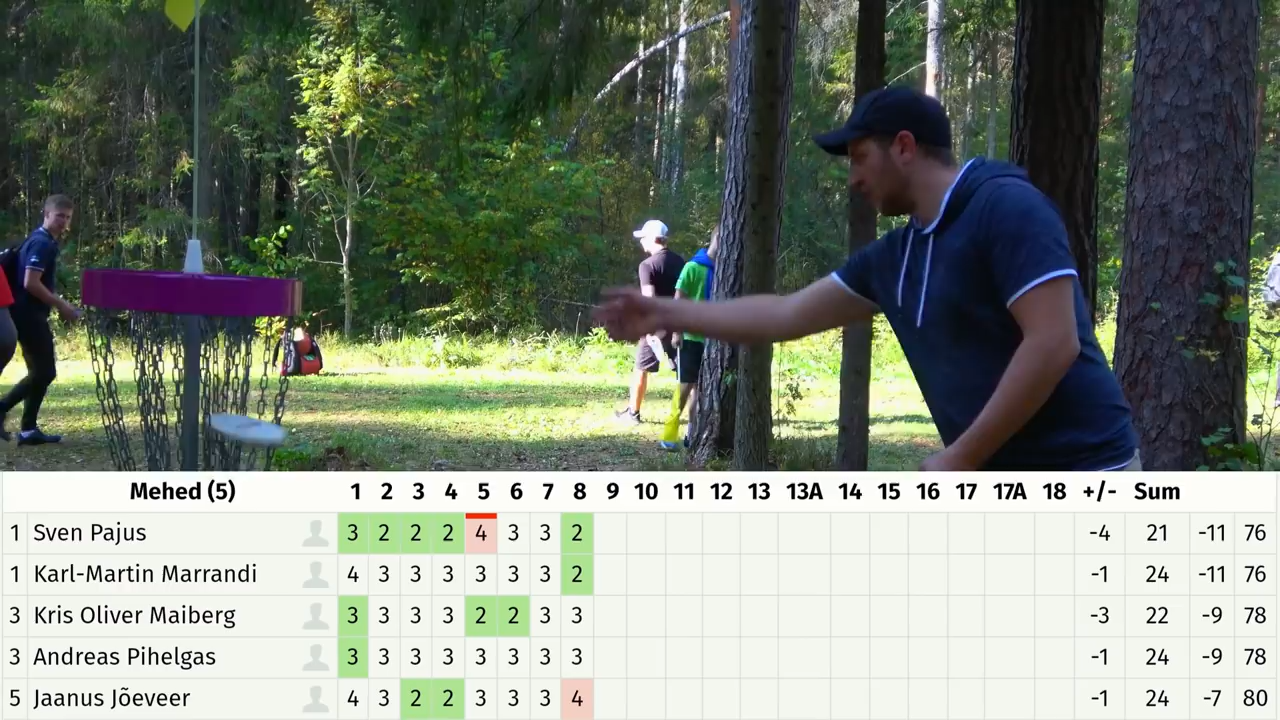 Mehed (5) 1 2 3 4 5 6 7 8 9 10 11 12 13 13A 14 15 16 17 17A 18 +/- Sum
1 Sven Pajus 3 2 2 2 4 3 3 2 -4 21 -11 76
1 Karl-Martin Marrandi 4 3 3 3 3 3 3 2 -1 24 -11 76
3 Kris Oliver Maiberg 3 3 3 3 2 2 3 3 -3 22 -9 78
3 Andreas Pihelgas 3 3 3 3 3 3 3 3 -1 24 -9 78
5 Jaanus Jõeveer 4 3 2 2 3 3 3 4 -1 24 -7 80